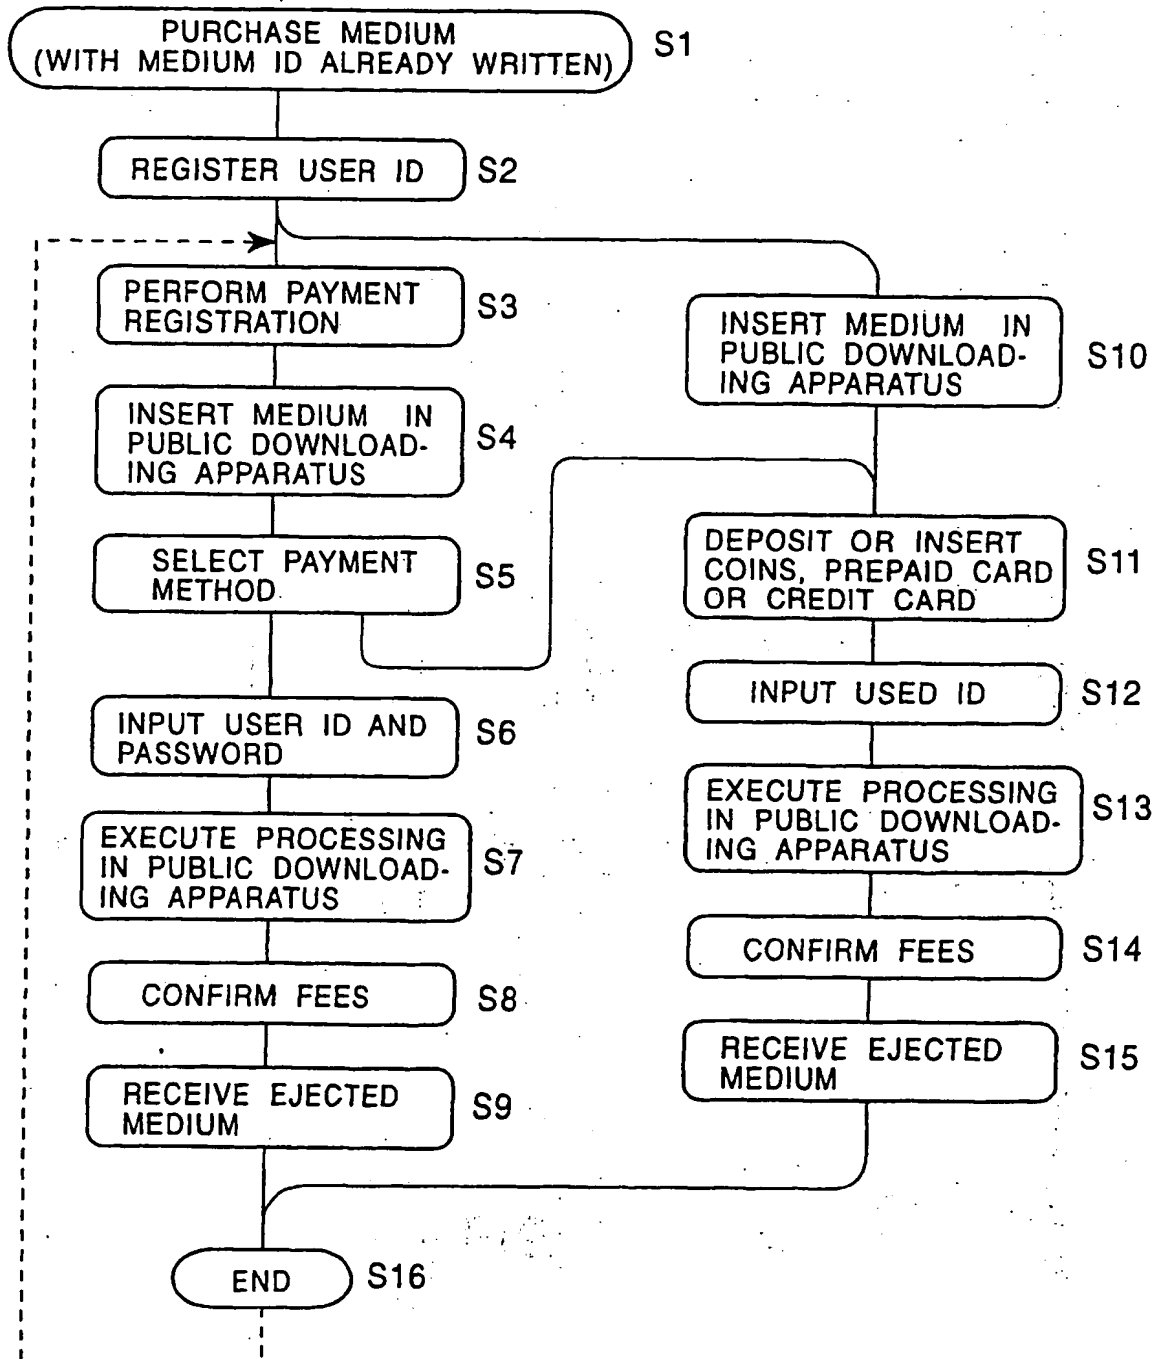 PURCHASE MEDIUM
(WITH MEDIUM ID ALREADY WRITTEN)
S1
REGISTER USER ID
S2
PERFORM PAYMENT
REGISTRATION
S3
INSERT MEDIUM IN
PUBLIC DOWNLOAD-
ING APPARATUS
S4
SELECT PAYMENT
METHOD
S5
INPUT USER ID AND
PASSWORD
S6
EXECUTE PROCESSING
IN PUBLIC DOWNLOAD-
ING APPARATUS
S7
CONFIRM FEES
S8
RECEIVE EJECTED
MEDIUM
S9
INSERT MEDIUM IN
PUBLIC DOWNLOAD-
ING APPARATUS
S10
DEPOSIT OR INSERT
COINS, PREPAID CARD
OR CREDIT CARD
S11
INPUT USED ID
S12
EXECUTE PROCESSING
IN PUBLIC DOWNLOAD-
ING APPARATUS
S13
CONFIRM FEES
S14
RECEIVE EJECTED
MEDIUM
S15
END
S16